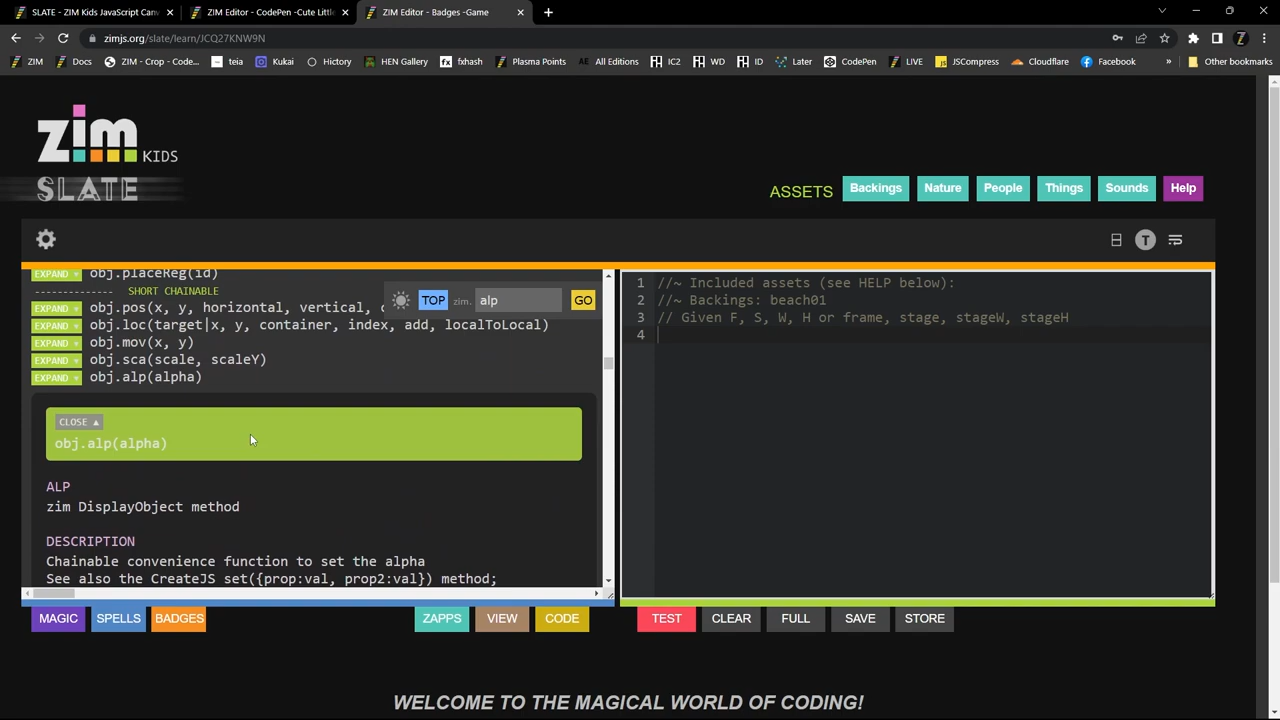 SLATE - ZIM Kids JavaScript Canv
ZIM Editor - CodePen -Cute Little
ZIM Editor - Badges -Game
zimjs.org/slate/learn/JCQ27KNW9N
ZIM
Docs
ZIM - Crop - Code...
teia
Kukai
Hictory
HEN Gallery
fxhash
Plasma Points
All Editions
IC2
WD
ID
Later
CodePen
LIVE
JSCompress
Cloudflare
Facebook
Other bookmarks
zim KIDS
SLATE
ASSETS
Backings
Nature
People
Things
Sounds
Help
T
EXPAND ▼ obj.placeReg(id)
-------------- SHORT CHAINABLE
EXPAND ▼ obj.pos(x, y, horizontal, vertical,
EXPAND ▼ obj.loc(target|x, y, container, index, add, localToLocal)
EXPAND ▼ obj.mov(x, y)
EXPAND ▼ obj.sca(scale, scaleY)
EXPAND ▼ obj.alp(alpha)
TOP zim. alp GO
CLOSE ▲
obj.alp(alpha)
ALP
zim DisplayObject method
DESCRIPTION
Chainable convenience function to set the alpha
See also the CreateJS set({prop:val, prop2:val}) method;
1 //~ Included assets (see HELP below):
2 //~ Backings: beach01
3 // Given F, S, W, H or frame, stage, stageW, stageH
4
MAGIC
SPELLS
BADGES
ZAPPS
VIEW
CODE
TEST
CLEAR
FULL
SAVE
STORE
WELCOME TO THE MAGICAL WORLD OF CODING!